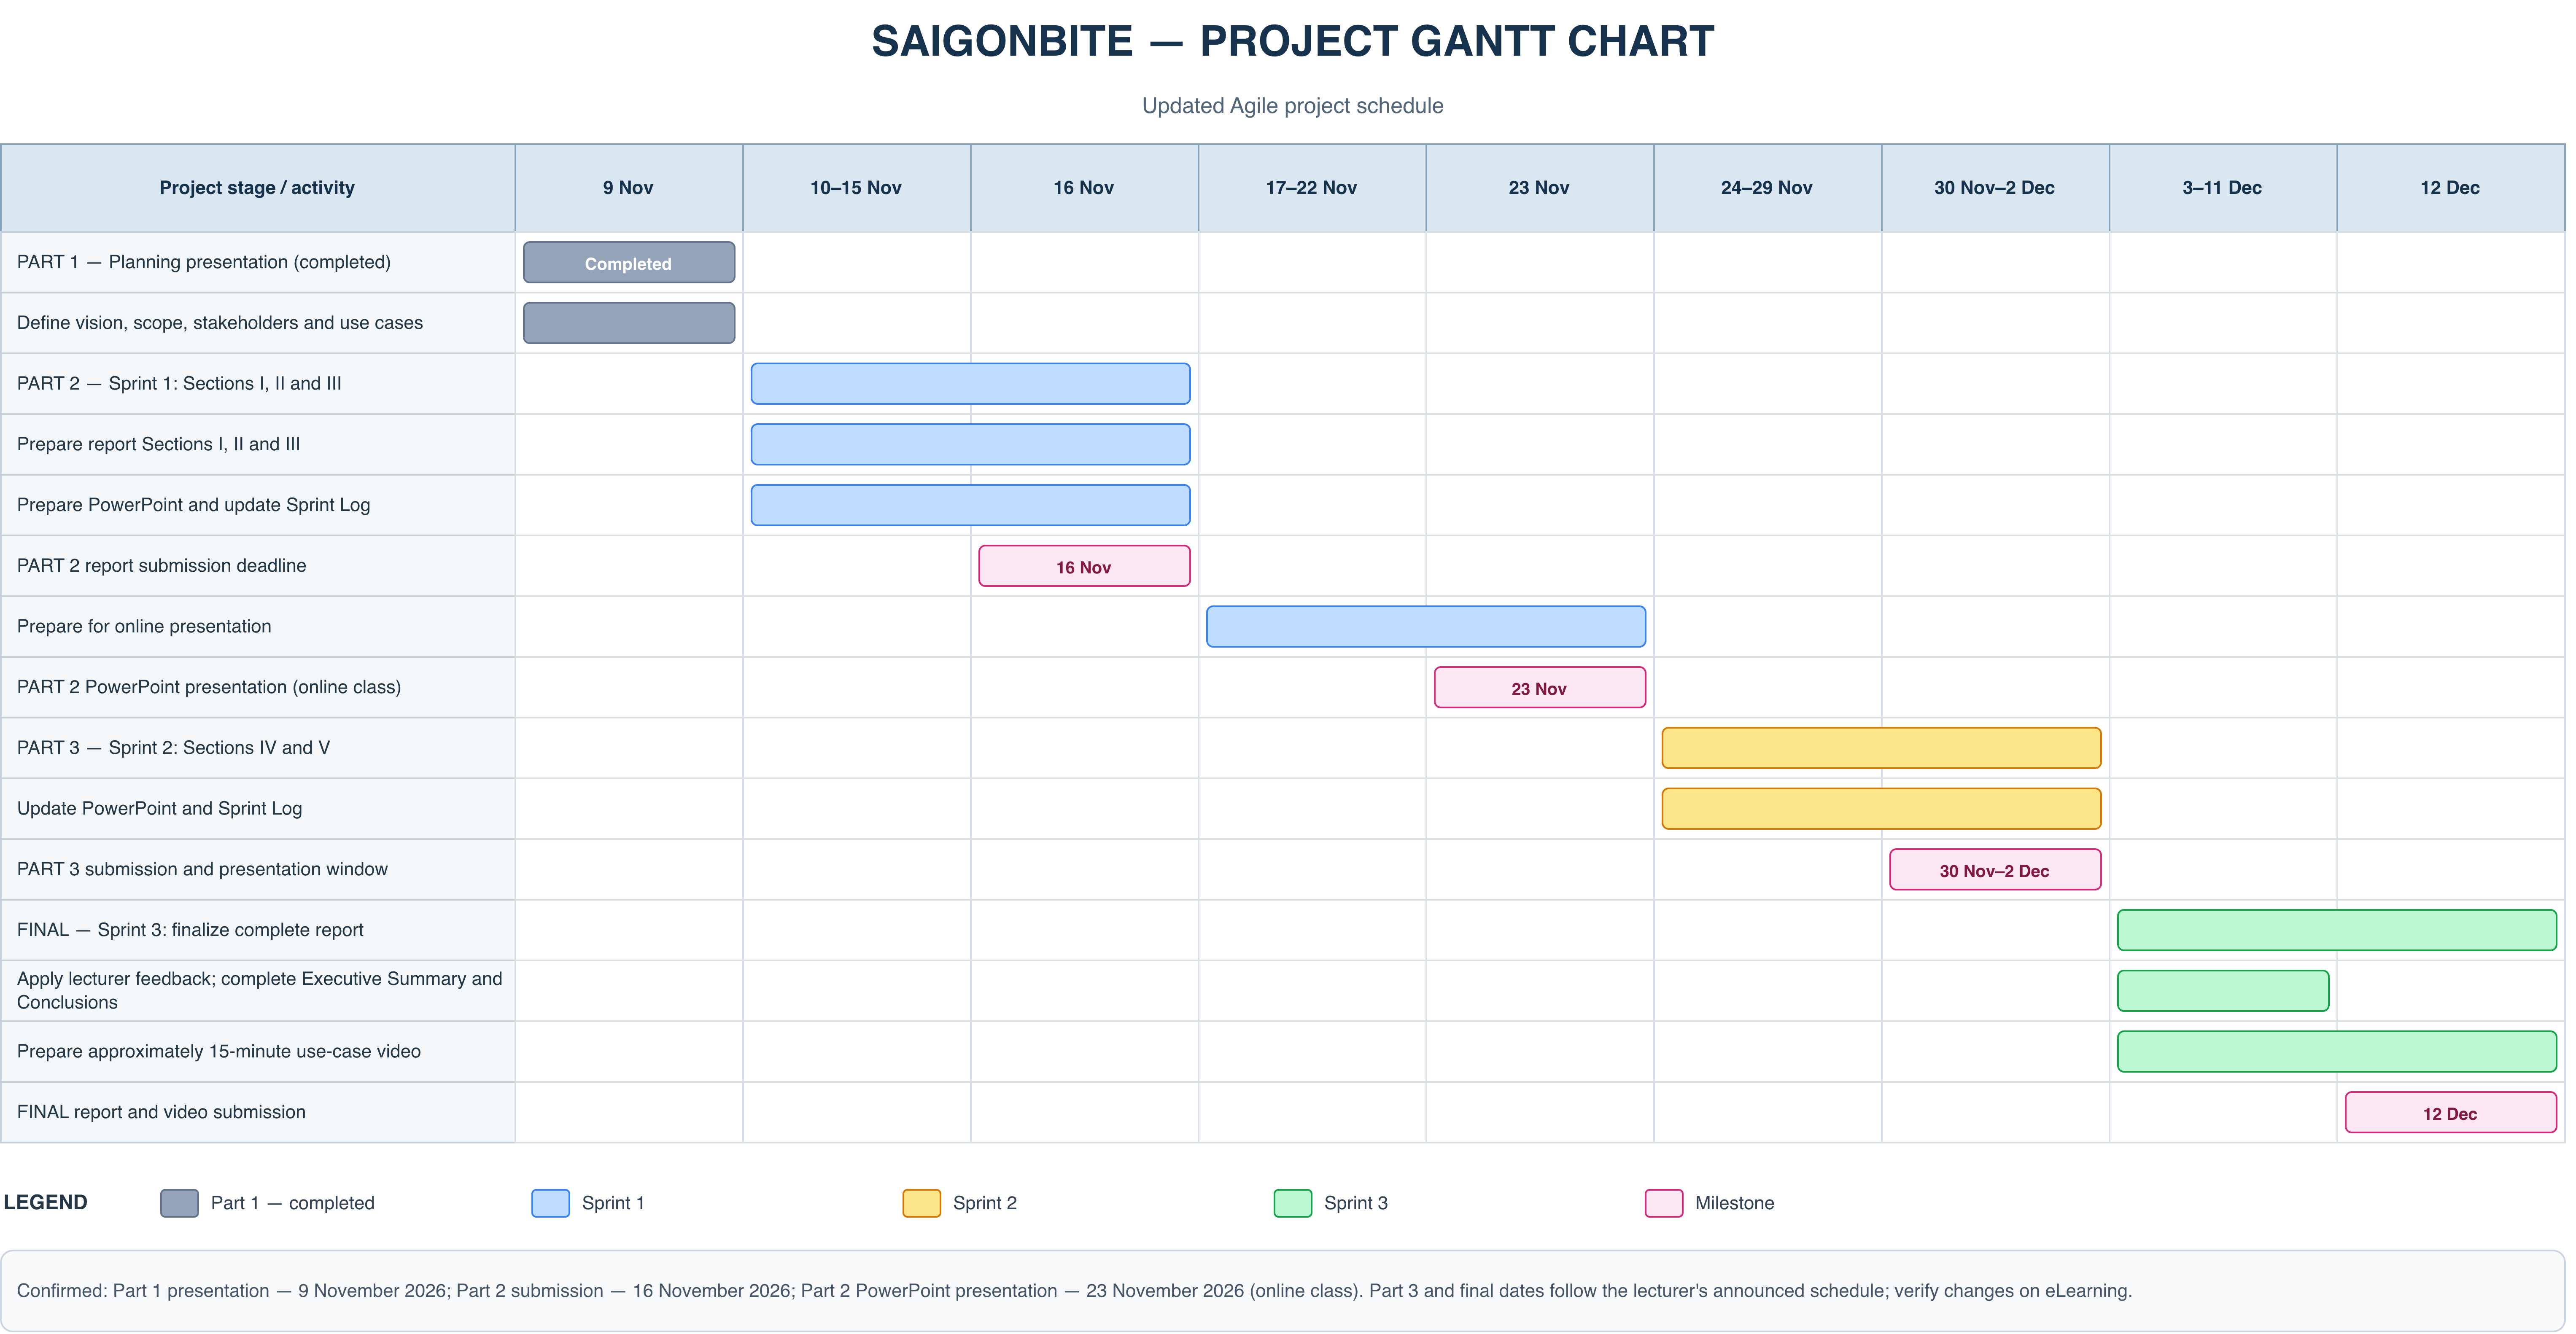 SAIGONBITE — PROJECT GANTT CHART
Updated Agile project schedule
Project stage / activity
9 Nov
10–15 Nov
16 Nov
17–22 Nov
23 Nov
24–29 Nov
30 Nov–2 Dec
3–11 Dec
12 Dec
PART 1 — Planning presentation (completed)
Completed
Define vision, scope, stakeholders and use cases
PART 2 — Sprint 1: Sections I, II and III
Prepare report Sections I, II and III
Prepare PowerPoint and update Sprint Log
PART 2 report submission deadline
16 Nov
Prepare for online presentation
PART 2 PowerPoint presentation (online class)
23 Nov
PART 3 — Sprint 2: Sections IV and V
Update PowerPoint and Sprint Log
PART 3 submission and presentation window
30 Nov–2 Dec
FINAL — Sprint 3: finalize complete report
Apply lecturer feedback; complete Executive Summary and
Conclusions
Prepare approximately 15-minute use-case video
FINAL report and video submission
12 Dec
LEGEND
Part 1 — completed
Sprint 1
Sprint 2
Sprint 3
Milestone
Confirmed: Part 1 presentation — 9 November 2026; Part 2 submission — 16 November 2026; Part 2 PowerPoint presentation — 23 November 2026 (online class). Part 3 and final dates follow the lecturer's announced schedule; verify changes on eLearning.